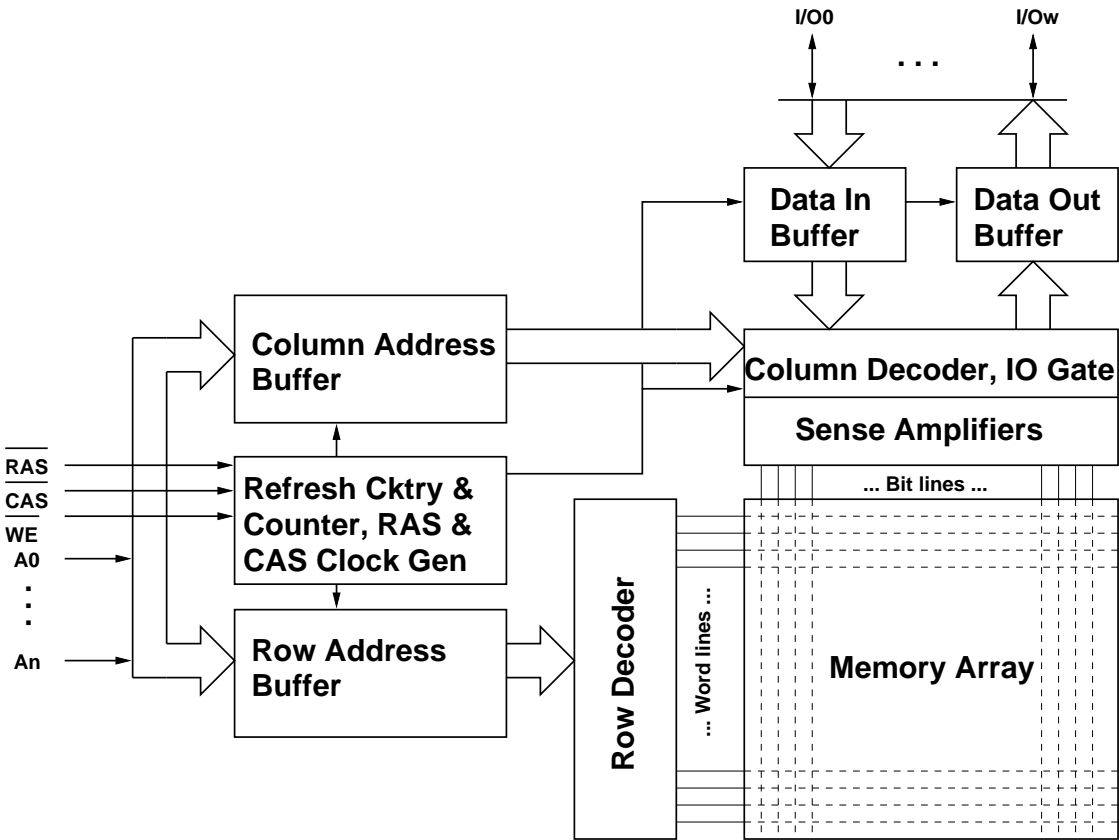 I/O0
I/Ow
. . .
Data In
Buffer
Data Out
Buffer
Column Address
Buffer
Column Decoder, IO Gate
Sense Amplifiers
RAS
CAS
WE
A0
. . .
An
Refresh Cktry &
Counter, RAS &
CAS Clock Gen
... Bit lines ...
Row Address
Buffer
Row Decoder
... Word lines ...
Memory Array